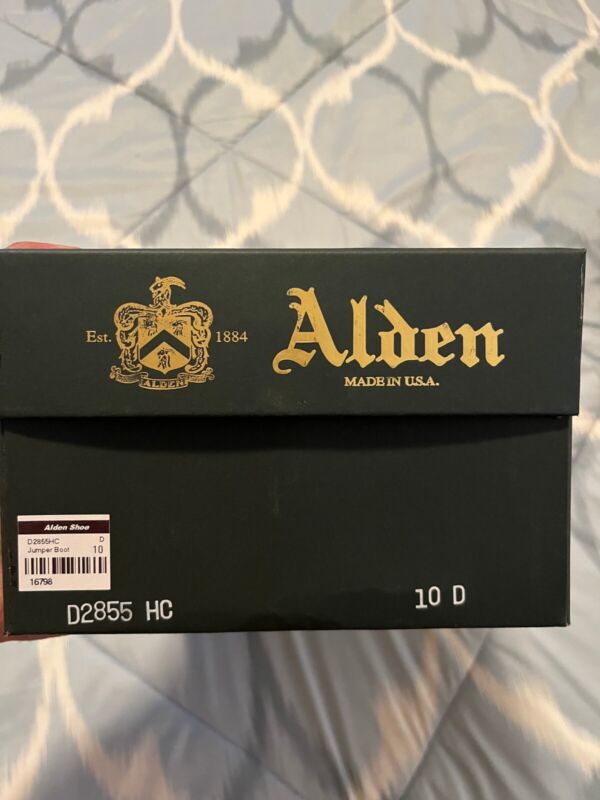 Est.
1884
ALDEN
Alden
MADE IN U.S.A.
Alden Shoe
D2855HC D
Jumper Boot 10
16798
D2855 HC
10 D